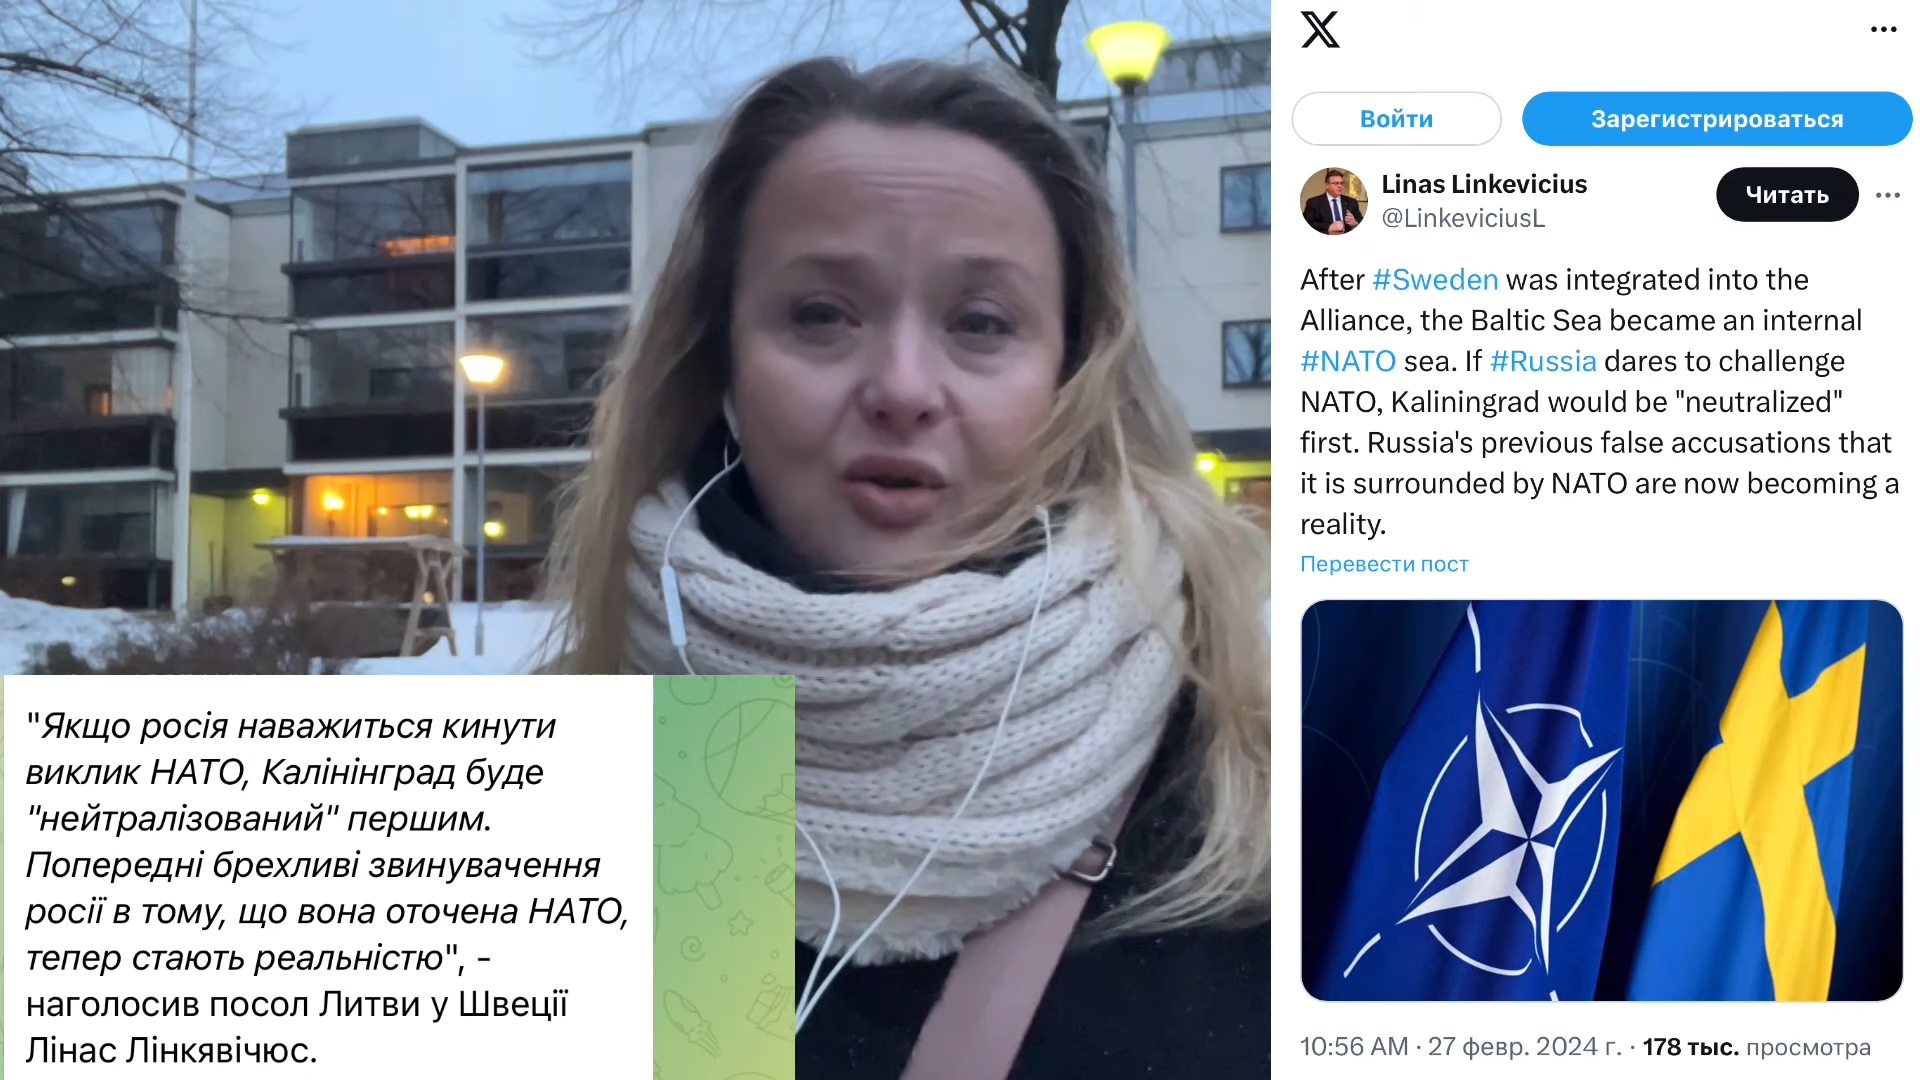 "Якщо росія наважиться кинути
виклик НАТО, Калінінград буде
"нейтралізований" першим.
Попередні брехливі звинувачення
росії в тому, що вона оточена НАТО,
тепер стають реальністю", -
наголосив посол Литви у Швеції
Лінас Лінкявічюс.
Войти
Зарегистрироваться
Linas Linkevicius
@LinkeviciusL
Читать
After #Sweden was integrated into the
Alliance, the Baltic Sea became an internal
#NATO sea. If #Russia dares to challenge
NATO, Kaliningrad would be "neutralized"
first. Russia's previous false accusations that
it is surrounded by NATO are now becoming a
reality.
Перевести пост
10:56 AM · 27 февр. 2024 г. · 178 тыс. просмотра